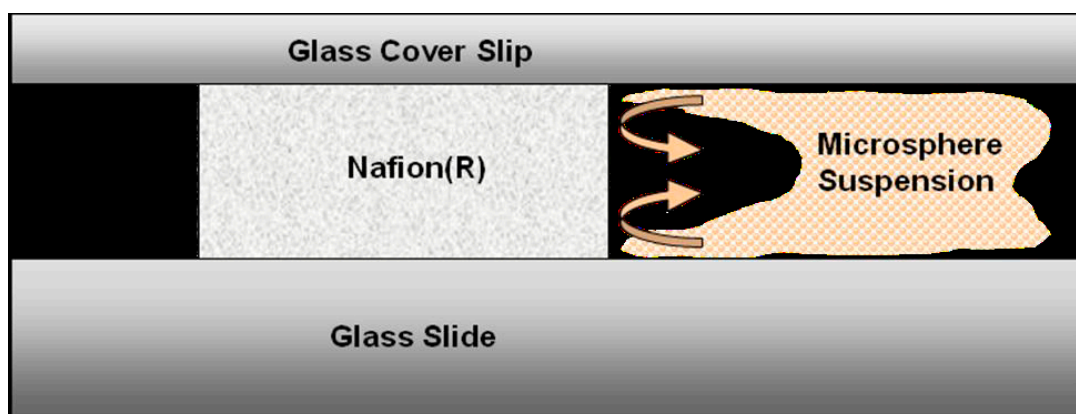 Glass Cover Slip
Nafion(R)
Microsphere
Suspension
Glass Slide